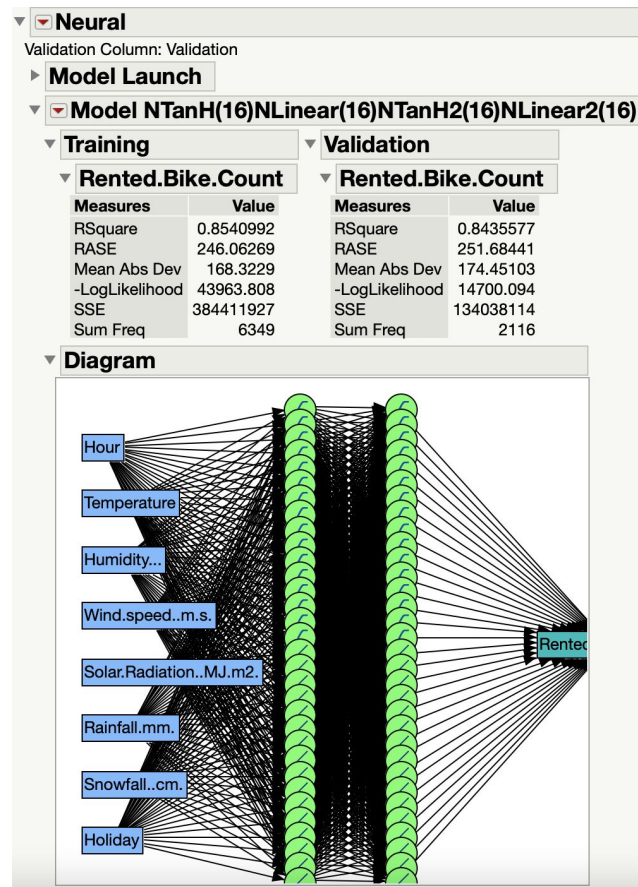 Neural
Validation Column: Validation
Model Launch
Model NTanH(16)NLinear(16)NTanH2(16)NLinear2(16)
Training
Rented.Bike.Count
Measures Value
RSquare 0.8540992
RASE 246.06269
Mean Abs Dev 168.3229
-LogLikelihood 43963.808
SSE 384411927
Sum Freq 6349
Validation
Rented.Bike.Count
Measures Value
RSquare 0.8435577
RASE 251.68441
Mean Abs Dev 174.45103
-LogLikelihood 14700.094
SSE 134038114
Sum Freq 2116
Diagram
Hour
Temperature
Humidity...
Wind.speed..m.s.
Solar.Radiation..MJ.m2.
Rainfall.mm.
Snowfall..cm.
Holiday
Rented